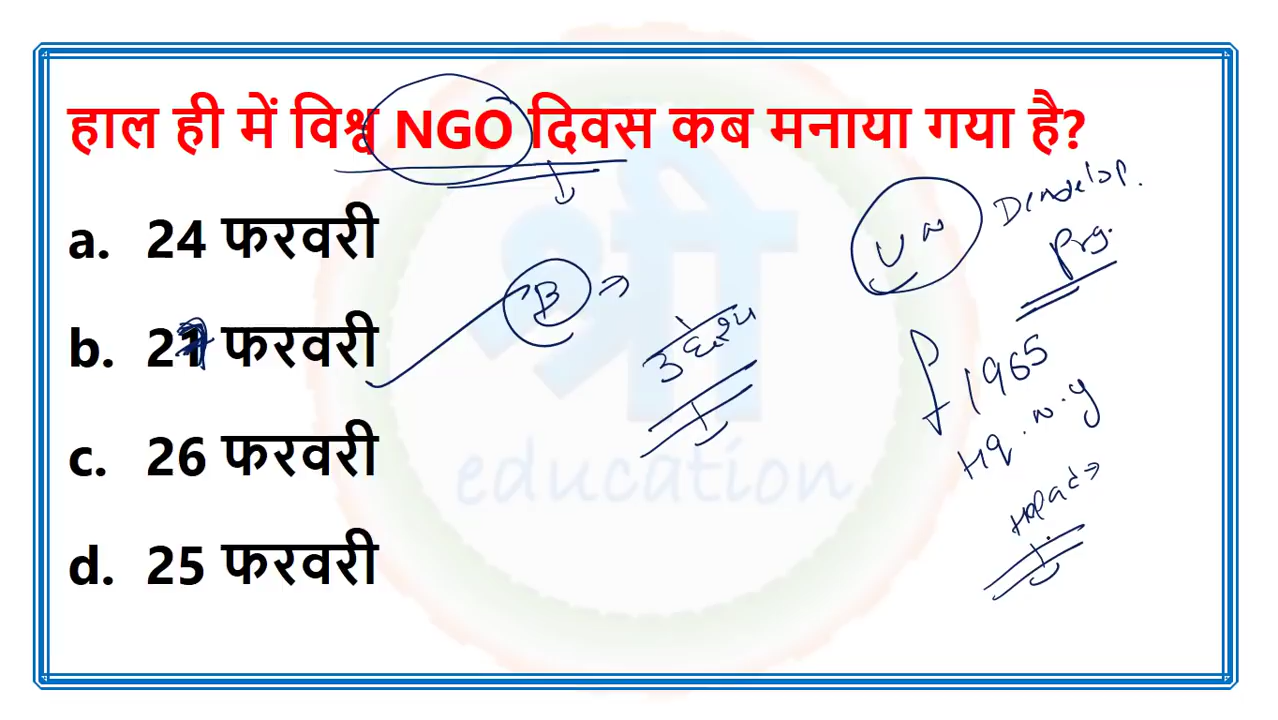 हाल ही में विश्व NGO दिवस कब मनाया गया है?
a. 24 फरवरी
b. 27 फरवरी
c. 26 फरवरी
d. 25 फरवरी
B
उद्देश्य
UN
Prg.
1965
HQ. N.Y
श्री
education